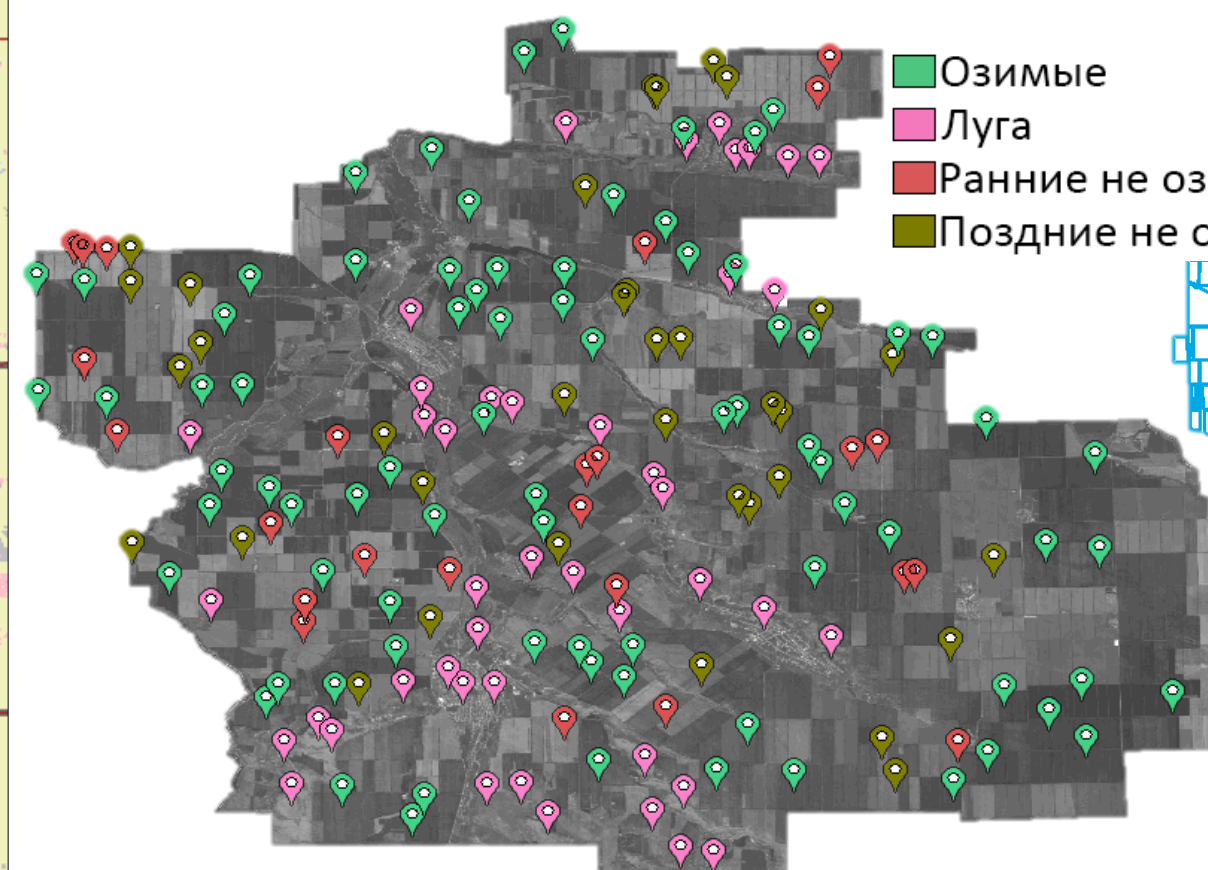 Озимые
Луга
Ранние не оз
Поздние не о